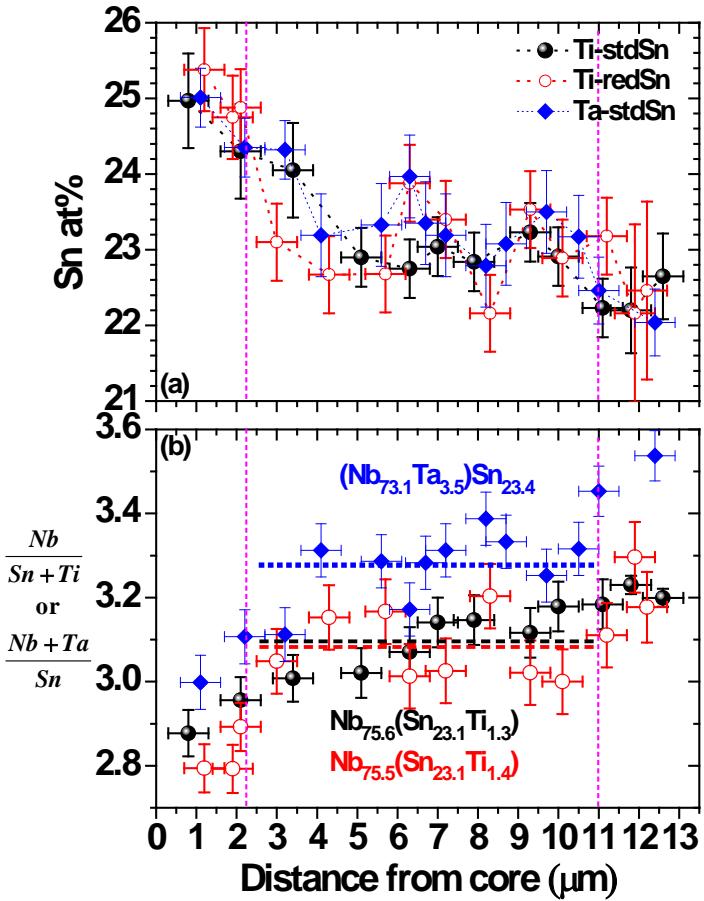 26
25
24
23
22
21
Sn at%
Ti-stdSn
Ti-redSn
Ta-stdSn
(a)
3.6
3.4
3.2
3.0
2.8
(b)
Nb
Sn + Ti
or
Nb + Ta
Sn
(Nb73.1Ta3.5)Sn23.4
Nb75.6(Sn23.1Ti1.3)
Nb75.5(Sn23.1Ti1.4)
0 1 2 3 4 5 6 7 8 9 10 11 12 13
Distance from core (μm)